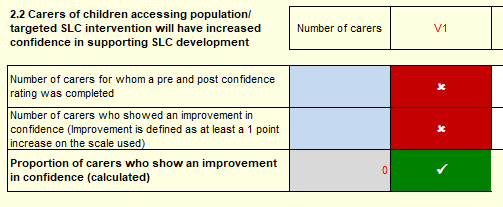 2.2 Carers of children accessing population/
targeted SLC intervention will have increased
confidence in supporting SLC development
Number of carers
V1
Number of carers for whom a pre and post confidence
rating was completed
✖
Number of carers who showed an improvement in
confidence (Improvement is defined as at least a 1 point
increase on the scale used)
✖
Proportion of carers who show an improvement
in confidence (calculated)
0
✓